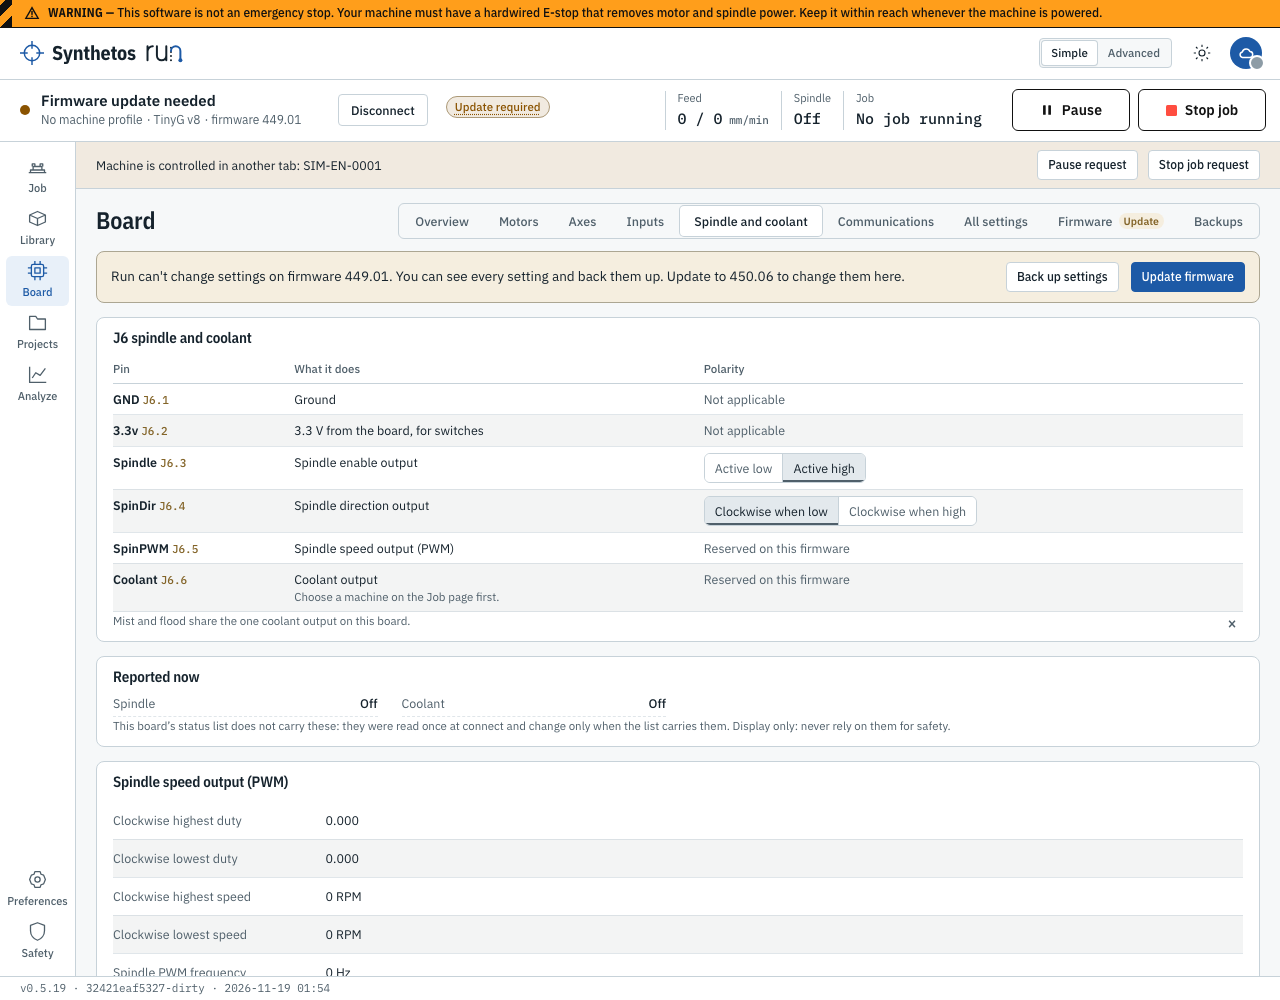 WARNING — This software is not an emergency stop. Your machine must have a hardwired E-stop that removes motor and spindle power. Keep it within reach whenever the machine is powered.
Synthetos run
Simple
Advanced
Firmware update needed
No machine profile · TinyG v8 · firmware 449.01
Disconnect
Update required
Feed
0 / 0 mm/min
Spindle
Off
Job
No job running
Pause
Stop job
Job
Library
Board
Projects
Analyze
Preferences
Safety
Machine is controlled in another tab: SIM-EN-0001
Pause request
Stop job request
Board
Overview
Motors
Axes
Inputs
Spindle and coolant
Communications
All settings
Firmware Update
Backups
Run can't change settings on firmware 449.01. You can see every setting and back them up. Update to 450.06 to change them here.
Back up settings
Update firmware
J6 spindle and coolant
Pin What it does Polarity
GND J6.1 Ground Not applicable
3.3v J6.2 3.3 V from the board, for switches Not applicable
Spindle J6.3 Spindle enable output Active low Active high
SpinDir J6.4 Spindle direction output Clockwise when low Clockwise when high
SpinPWM J6.5 Spindle speed output (PWM) Reserved on this firmware
Coolant J6.6 Coolant output Reserved on this firmware
Choose a machine on the Job page first.
Mist and flood share the one coolant output on this board. ×
Reported now
Spindle Off Coolant Off
This board's status list does not carry these: they were read once at connect and change only when the list carries them. Display only: never rely on them for safety.
Spindle speed output (PWM)
Clockwise highest duty 0.000
Clockwise lowest duty 0.000
Clockwise highest speed 0 RPM
Clockwise lowest speed 0 RPM
Spindle PWM frequency 0 Hz
v0.5.19 · 32421eaf5327-dirty · 2026-11-19 01:54